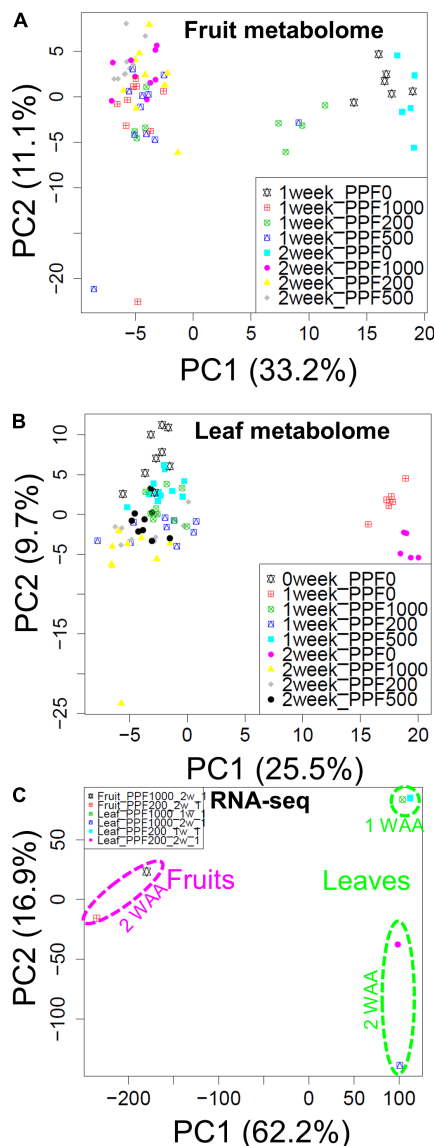 A
Fruit metabolome
PC2 (11.1%)
5
0
−5
−10
−20
1week_PPF0
1week_PPF1000
1week_PPF200
1week_PPF500
2week_PPF0
2week_PPF1000
2week_PPF200
2week_PPF500
−5 0 5 10 15 20
PC1 (33.2%)
B
Leaf metabolome
PC2 (9.7%)
10
5
0
−5
−15
−25
0week_PPF0
1week_PPF0
1week_PPF1000
1week_PPF200
1week_PPF500
2week_PPF0
2week_PPF1000
2week_PPF200
2week_PPF500
−5 0 5 10 15 20
PC1 (25.5%)
C
RNA-seq
Fruit_PPF1000_2w_1
Fruit_PPF200_2w_1
Leaf_PPF1000_1w_1
Leaf_PPF1000_2w_1
Leaf_PPF200_1w_1
Leaf_PPF200_2w_1
1 WAA
Fruits
Leaves
2 WAA
2 WAA
PC2 (16.9%)
50
0
−50
−100
−200 −100 0 50 100
PC1 (62.2%)